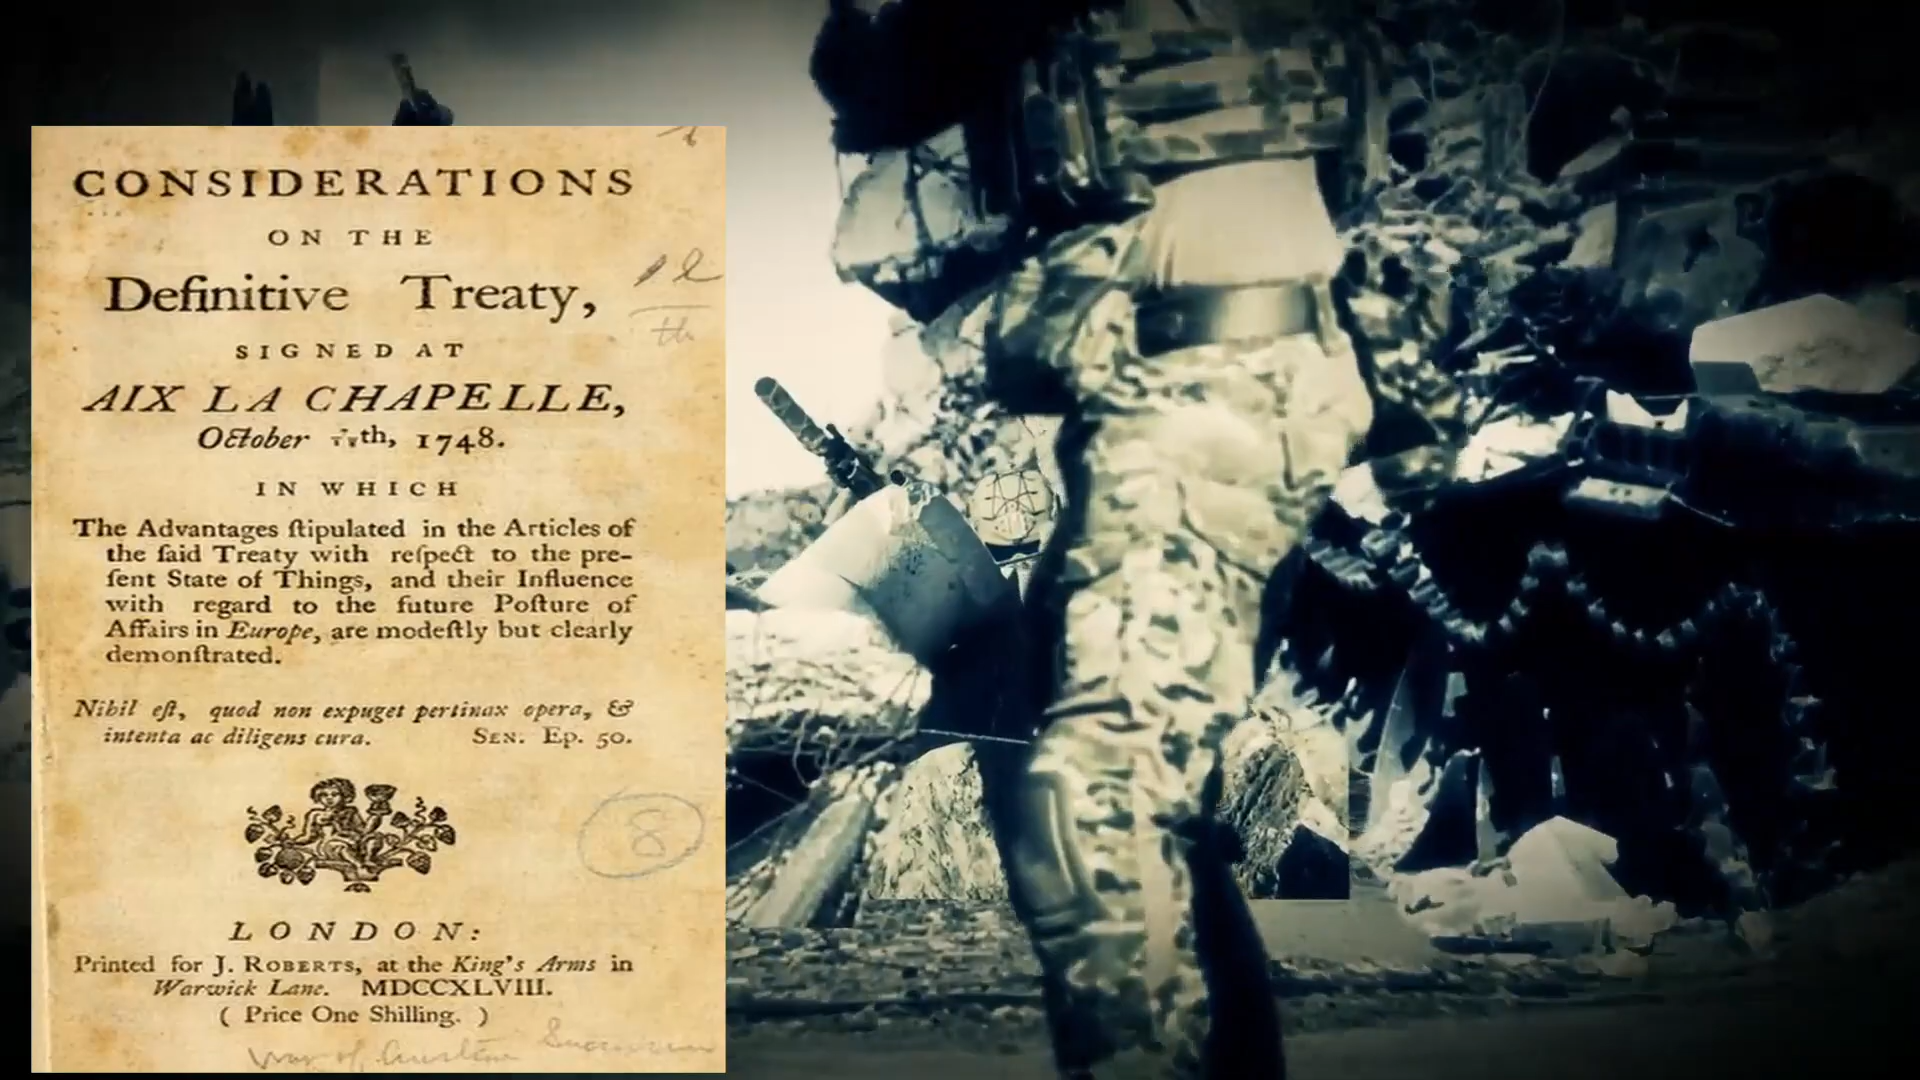 CONSIDERATIONS
ON THE
Definitive Treaty,
SIGNED AT
AIX LA CHAPELLE,
October th, 1748.
IN WHICH
The Advantages ſtipulated in the Articles of
the ſaid Treaty with reſpect to the pre-
ſent State of Things, and their Influence
with regard to the future Poſture of
Affairs in Europe, are modeſtly but clearly
demonſtrated.
Nihil eſt, quod non expuget pertinax opera, &
intenta ac diligens cura. SEN. Ep. 50.
8
LONDON:
Printed for J. ROBERTS, at the King's Arms in
Warwick Lane. MDCCXLVIII.
( Price One Shilling. )
War of Austrian Succession